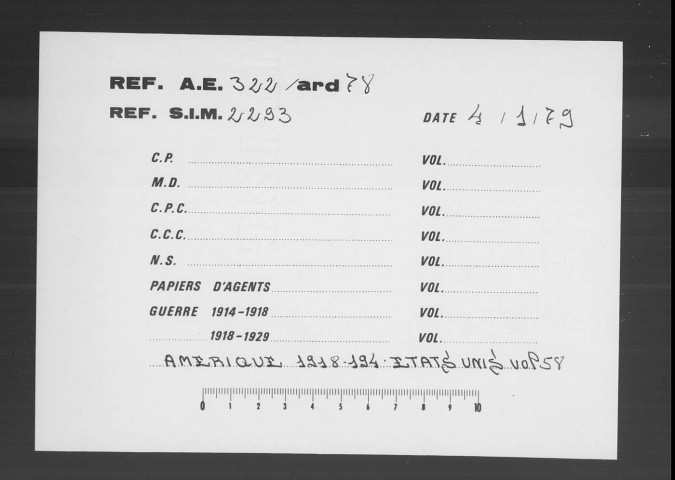 REF. A.E. 322/ard 78
REF. S.I.M. 2293 DATE 4 / 1 / 79
C.P. VOL.
M.D. VOL.
C.P.C. VOL.
C.C.C. VOL.
N.S. VOL.
PAPIERS D'AGENTS VOL.
GUERRE 1914-1918 VOL.
1918-1929 VOL.
AMERIQUE 1918-194 · ETATS UNIS vol 58
0 1 2 3 4 5 6 7 8 9 10